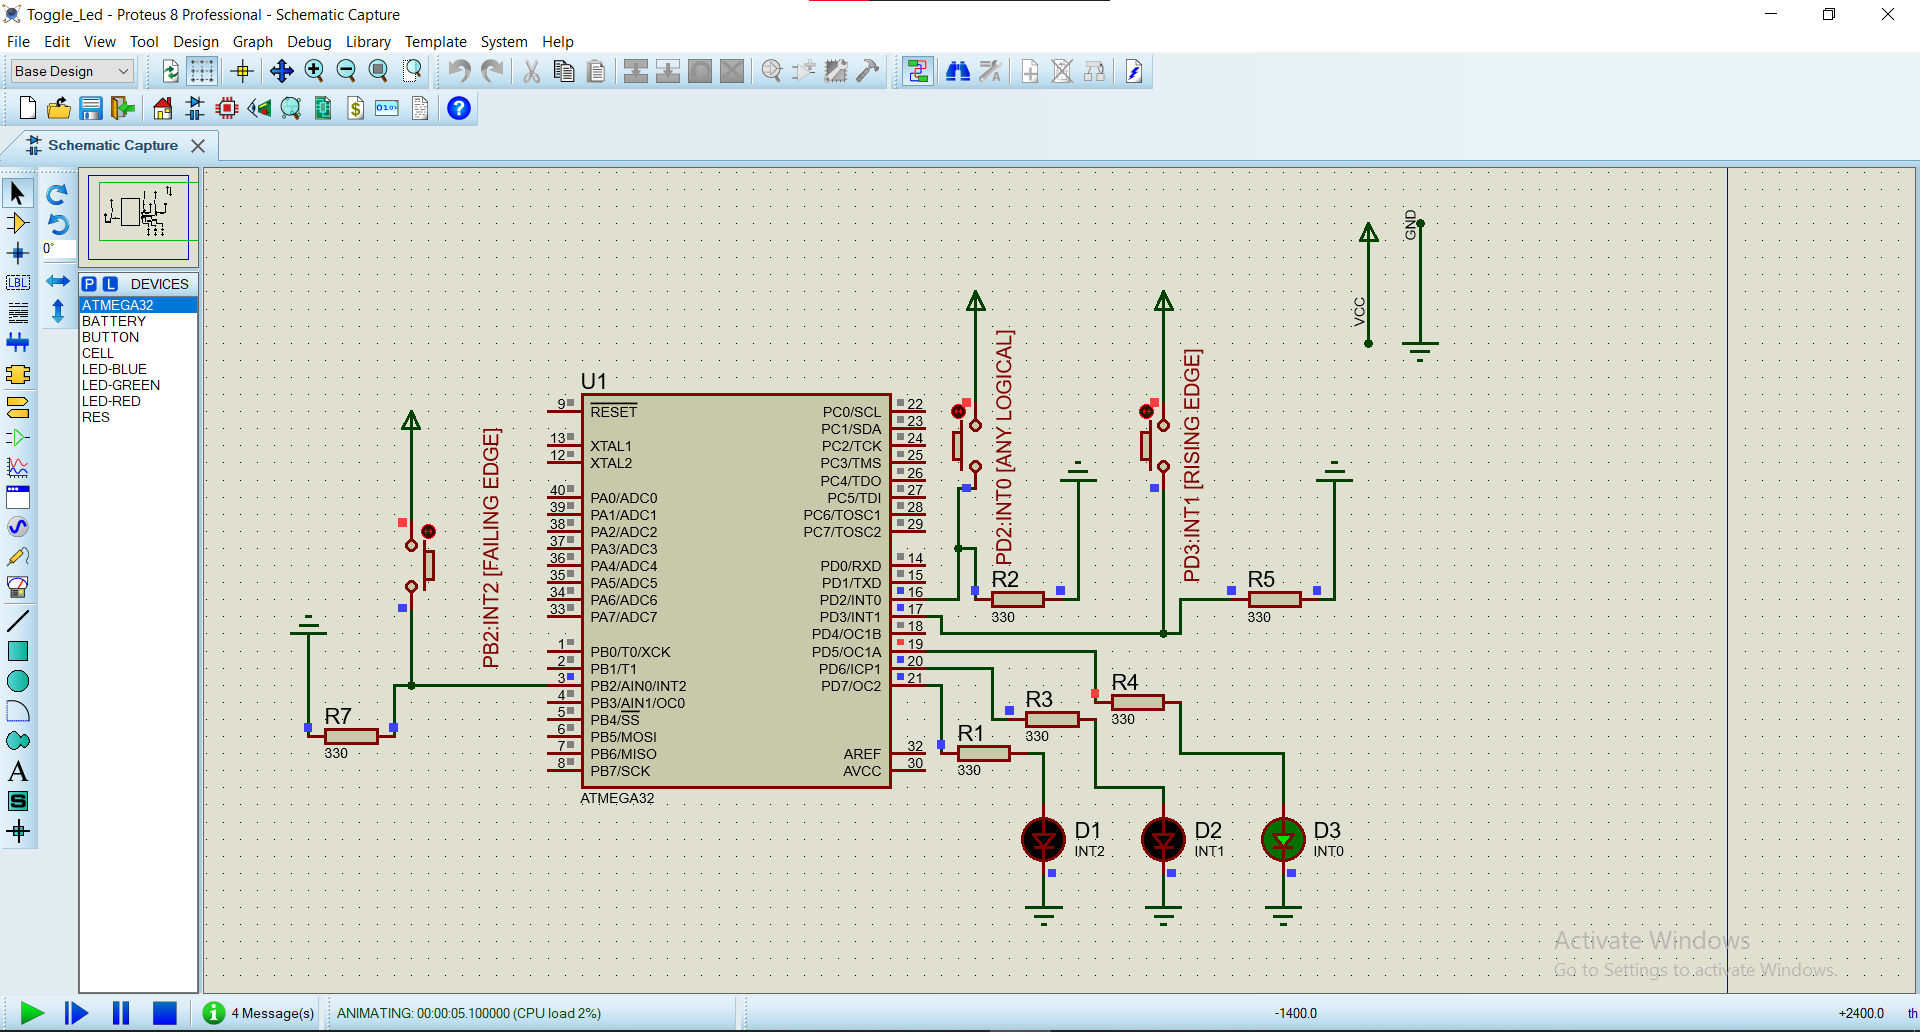 Toggle_Led - Proteus 8 Professional - Schematic Capture
File Edit View Tool Design Graph Debug Library Template System Help
Base Design
Schematic Capture
0°
P L DEVICES
ATMEGA32
BATTERY
BUTTON
CELL
LED-BLUE
LED-GREEN
LED-RED
RES
LBL
A
S
$
0101
?
GND
VCC
PD2:INT0 [ANY LOGICAL]
PD3:INT1 [RISING EDGE]
PB2:INT2 [FAILING EDGE]
U1
9 RESET
13 XTAL1
12 XTAL2
40 PA0/ADC0
39 PA1/ADC1
38 PA2/ADC2
37 PA3/ADC3
36 PA4/ADC4
35 PA5/ADC5
34 PA6/ADC6
33 PA7/ADC7
1 PB0/T0/XCK
2 PB1/T1
3 PB2/AIN0/INT2
4 PB3/AIN1/OC0
5 PB4/SS
6 PB5/MOSI
7 PB6/MISO
8 PB7/SCK
PC0/SCL 22
PC1/SDA 23
PC2/TCK 24
PC3/TMS 25
PC4/TDO 26
PC5/TDI 27
PC6/TOSC1 28
PC7/TOSC2 29
PD0/RXD 14
PD1/TXD 15
PD2/INT0 16
PD3/INT1 17
PD4/OC1B 18
PD5/OC1A 19
PD6/ICP1 20
PD7/OC2 21
AREF 32
AVCC 30
ATMEGA32
R2
330
R5
330
R4
330
R3
330
R1
330
R7
330
D1
INT2
D2
INT1
D3
INT0
Activate Windows
Go to Settings to activate Windows.
4 Message(s)
ANIMATING: 00:00:05.100000 (CPU load 2%)
-1400.0
+2400.0
th